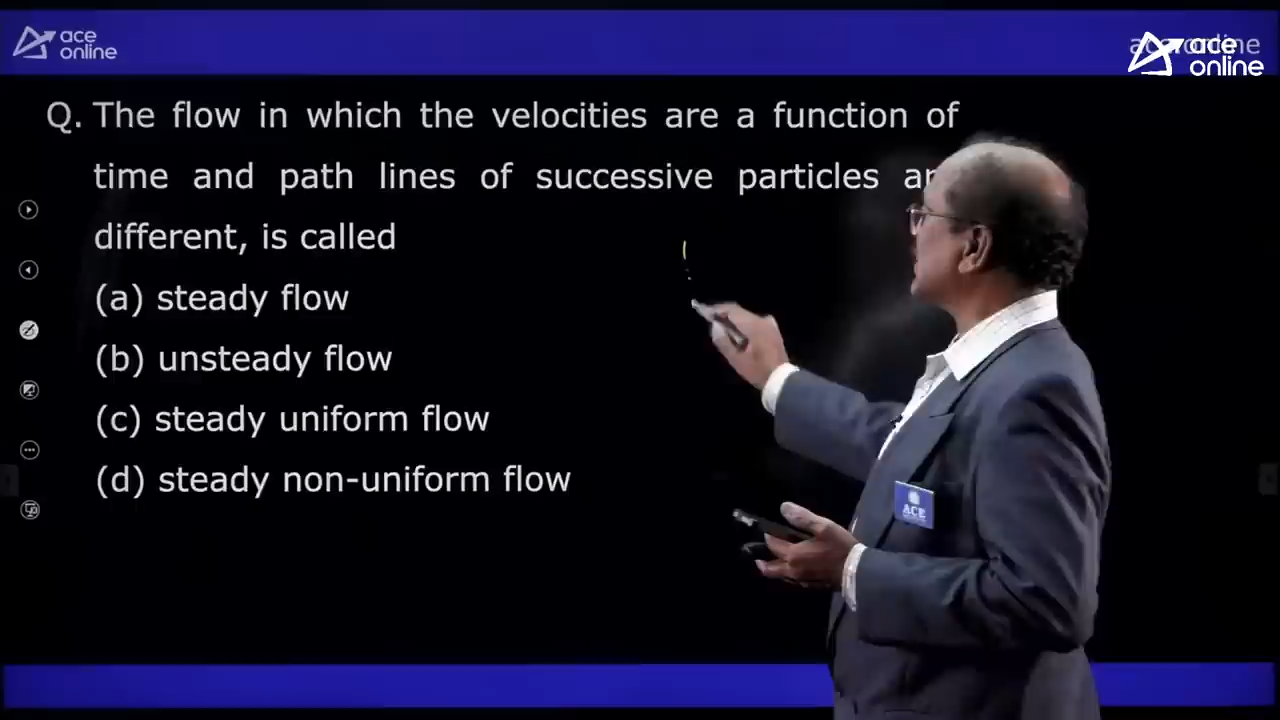 ace
online
ace
online
Q. The flow in which the velocities are a function of
time and path lines of successive particles
different, is called
(a) steady flow
(b) unsteady flow
(c) steady uniform flow
(d) steady non-uniform flow
ACE